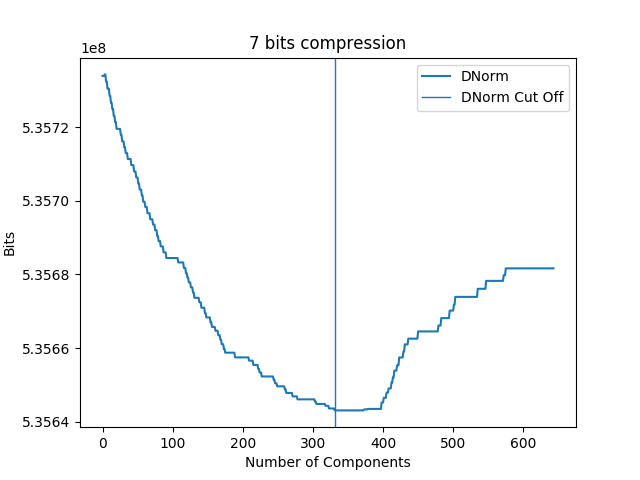 7 bits compression
1e8
DNorm
DNorm Cut Off
5.3572
5.3570
5.3568
5.3566
5.3564
Bits
0 100 200 300 400 500 600
Number of Components